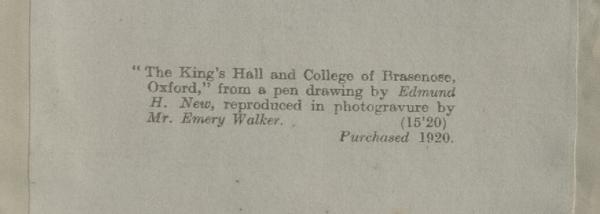 “The King's Hall and College of Brasenose,
Oxford,” from a pen drawing by Edmund
H. New, reproduced in photogravure by
Mr. Emery Walker. (15'20)
Purchased 1920.